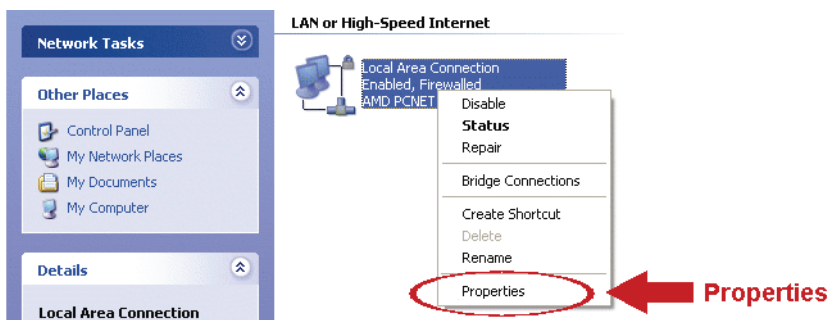 Network Tasks
Other Places
Control Panel
My Network Places
My Documents
My Computer
Details
Local Area Connection
LAN or High-Speed Internet
Local Area Connection
Enabled, Firewalled
AMD PCNET
Disable
Status
Repair
Bridge Connections
Create Shortcut
Delete
Rename
Properties
Properties